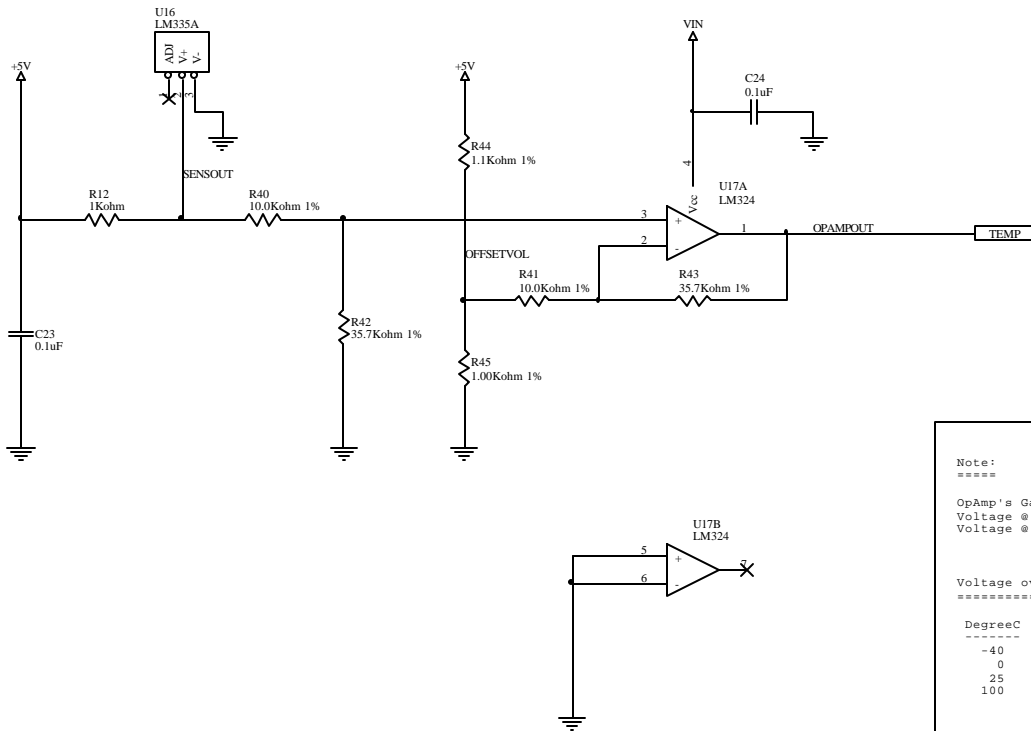 U16
LM335A
ADJ
V+
V-
1
2
3
+5V
+5V
VIN
C24
0.1uF
R44
1.1Kohm 1%
4
Vcc
U17A
LM324
SENSOUT
R12
1Kohm
R40
10.0Kohm 1%
3
+
2
-
1
OPAMPOUT
TEMP
OFFSETVOL
R41
10.0Kohm 1%
R43
35.7Kohm 1%
C23
0.1uF
R42
35.7Kohm 1%
R45
1.00Kohm 1%
Note:
=====
OpAmp's
Voltage @
Voltage @
U17B
LM324
5
+
6
-
7
Voltage
==========
DegreeC
-------
-40
0
25
100